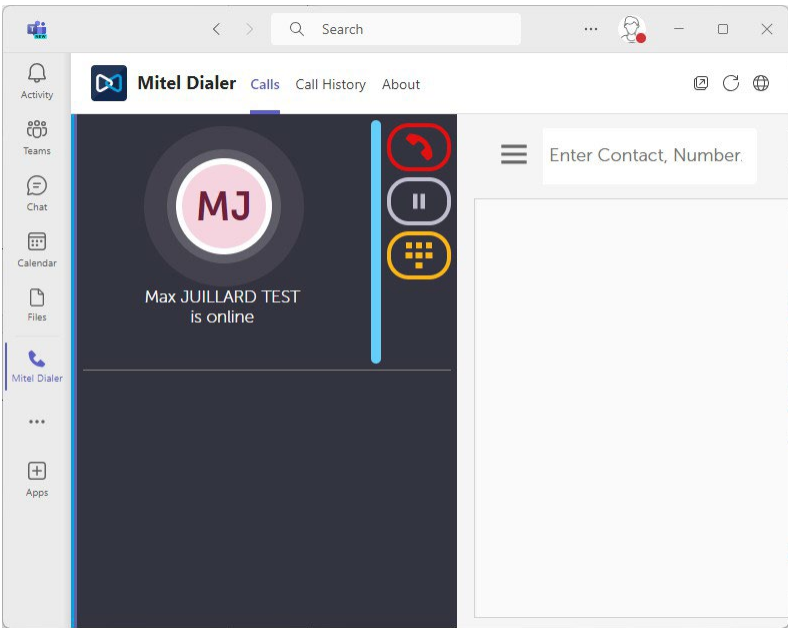 NEW
Search
Activity
Teams
Chat
Calendar
Files
Mitel Dialer
Apps
Mitel Dialer
Calls
Call History
About
MJ
Max JUILLARD TEST
is online
Enter Contact, Number.